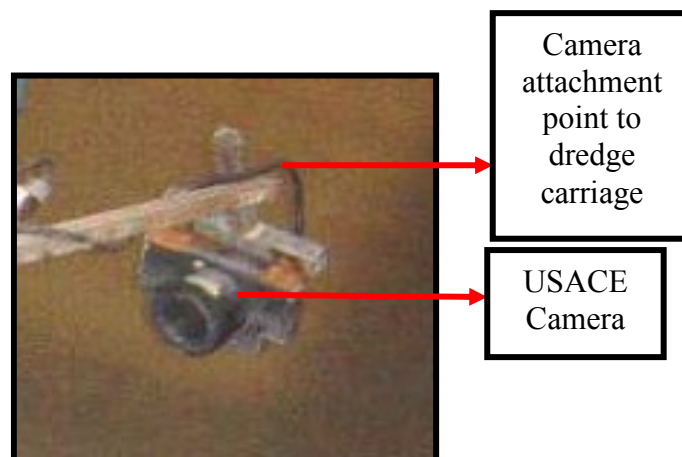 Camera
attachment
point to
dredge
carriage
USACE
Camera